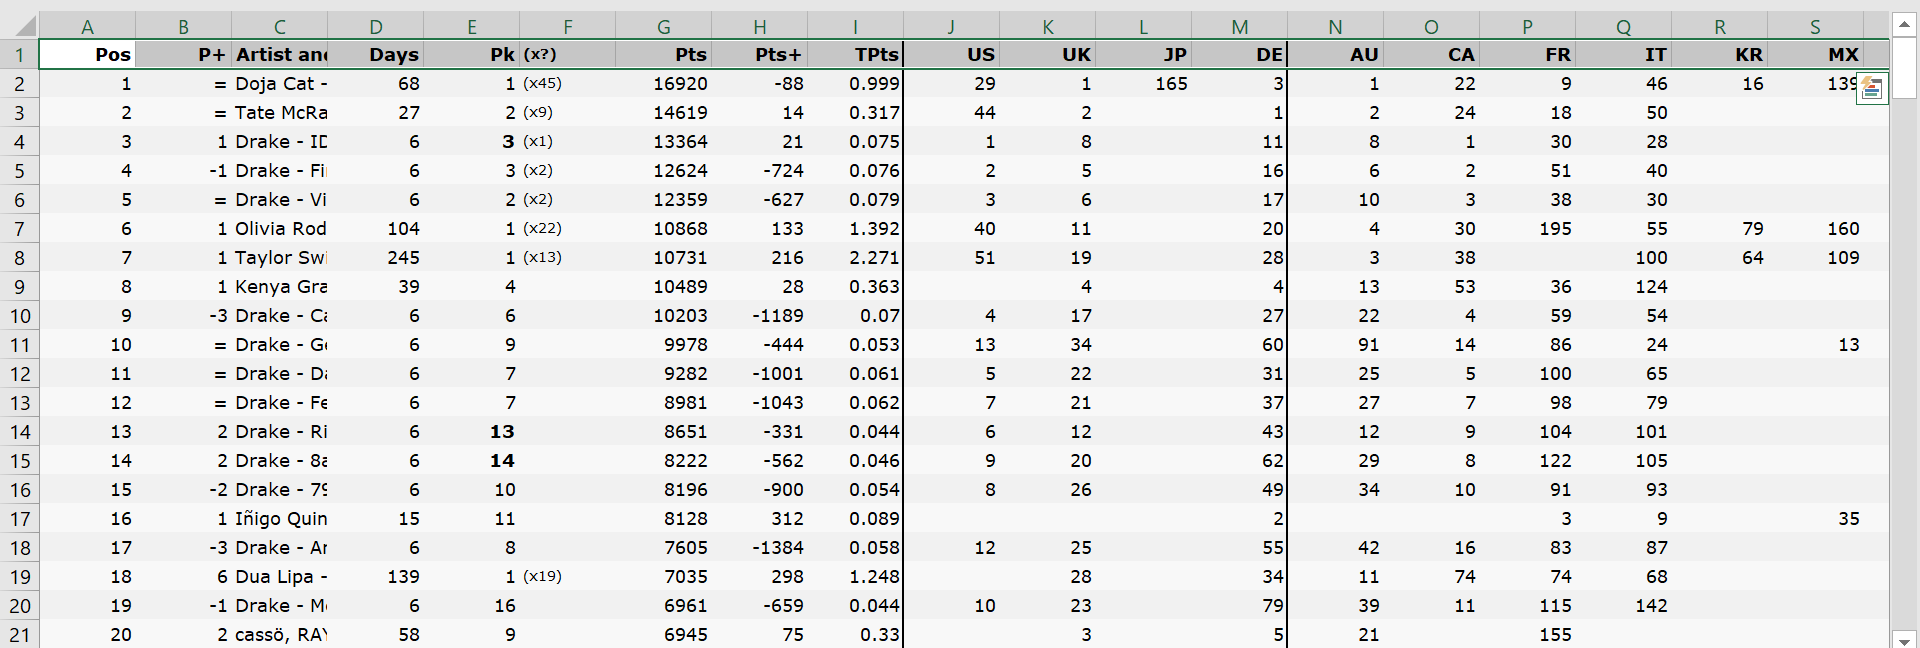 A B C D E F G H I J K L M N O P Q R S
1 Pos P+ Artist and Days Pk (x?) Pts Pts+ TPts US UK JP DE AU CA FR IT KR MX
2 1 = Doja Cat - 68 1 (x45) 16920 -88 0.999 29 1 165 3 1 22 9 46 16 139
3 2 = Tate McRa 27 2 (x9) 14619 14 0.317 44 2 1 2 24 18 50
4 3 1 Drake - ID 6 3 (x1) 13364 21 0.075 1 8 11 8 1 30 28
5 4 -1 Drake - Fi 6 3 (x2) 12624 -724 0.076 2 5 16 6 2 51 40
6 5 = Drake - Vi 6 2 (x2) 12359 -627 0.079 3 6 17 10 3 38 30
7 6 1 Olivia Rod 104 1 (x22) 10868 133 1.392 40 11 20 4 30 195 55 79 160
8 7 1 Taylor Swi 245 1 (x13) 10731 216 2.271 51 19 28 3 38 100 64 109
9 8 1 Kenya Gra 39 4 10489 28 0.363 4 4 13 53 36 124
10 9 -3 Drake - Ca 6 6 10203 -1189 0.07 4 17 27 22 4 59 54
11 10 = Drake - Ge 6 9 9978 -444 0.053 13 34 60 91 14 86 24 13
12 11 = Drake - Da 6 7 9282 -1001 0.061 5 22 31 25 5 100 65
13 12 = Drake - Fe 6 7 8981 -1043 0.062 7 21 37 27 7 98 79
14 13 2 Drake - Ri 6 13 8651 -331 0.044 6 12 43 12 9 104 101
15 14 2 Drake - 8a 6 14 8222 -562 0.046 9 20 62 29 8 122 105
16 15 -2 Drake - 79 6 10 8196 -900 0.054 8 26 49 34 10 91 93
17 16 1 Iñigo Quin 15 11 8128 312 0.089 2 3 9 35
18 17 -3 Drake - Ar 6 8 7605 -1384 0.058 12 25 55 42 16 83 87
19 18 6 Dua Lipa - 139 1 (x19) 7035 298 1.248 28 34 11 74 74 68
20 19 -1 Drake - Mo 6 16 6961 -659 0.044 10 23 79 39 11 115 142
21 20 2 cassö, RAY 58 9 6945 75 0.33 3 5 21 155